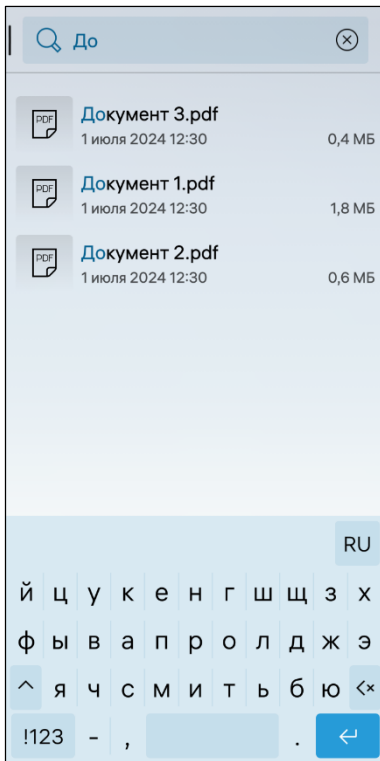 До
PDF
Документ 3.pdf
1 июля 2024 12:30 0,4 МБ
PDF
Документ 1.pdf
1 июля 2024 12:30 1,8 МБ
PDF
Документ 2.pdf
1 июля 2024 12:30 0,6 МБ
RU
й ц у к е н г ш щ з х
ф ы в а п р о л д ж э
я ч с м и т ь б ю
!123 - , .